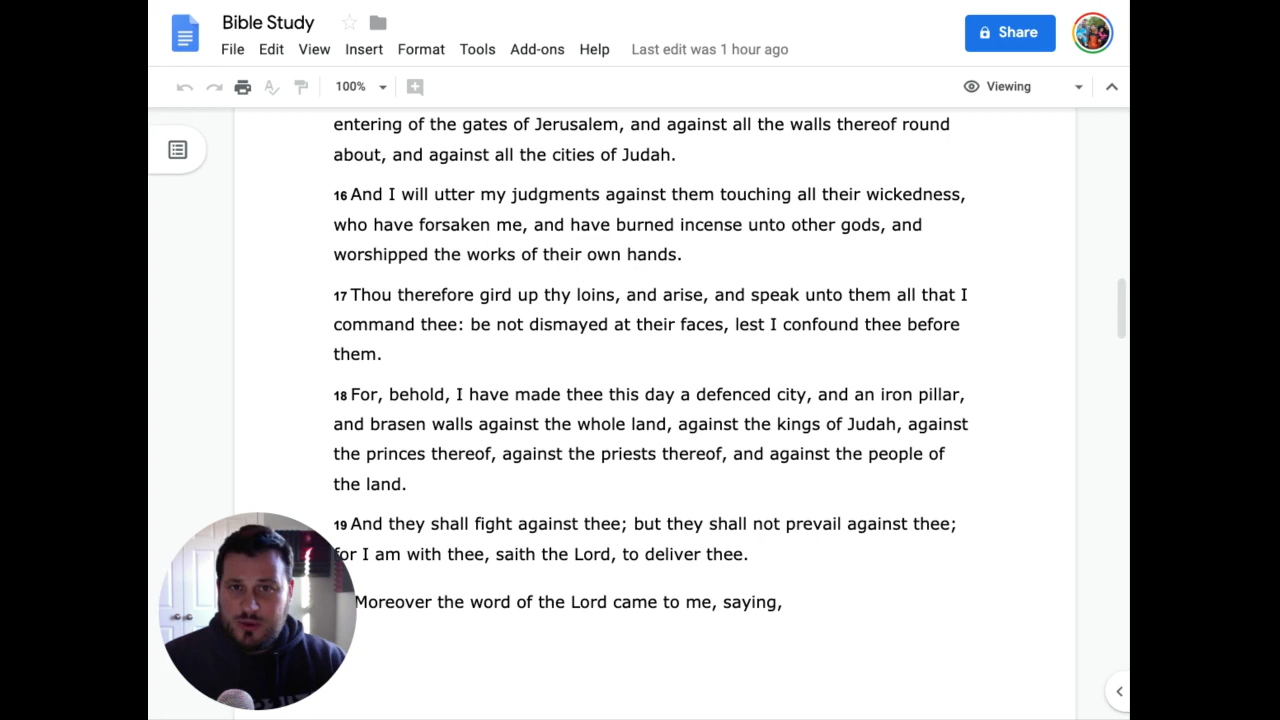 Bible Study
File Edit View Insert Format Tools Add-ons Help Last edit was 1 hour ago
Share
100%
Viewing
entering of the gates of Jerusalem, and against all the walls thereof round
about, and against all the cities of Judah.
16 And I will utter my judgments against them touching all their wickedness,
who have forsaken me, and have burned incense unto other gods, and
worshipped the works of their own hands.
17 Thou therefore gird up thy loins, and arise, and speak unto them all that I
command thee: be not dismayed at their faces, lest I confound thee before
them.
18 For, behold, I have made thee this day a defenced city, and an iron pillar,
and brasen walls against the whole land, against the kings of Judah, against
the princes thereof, against the priests thereof, and against the people of
the land.
19 And they shall fight against thee; but they shall not prevail against thee;
for I am with thee, saith the Lord, to deliver thee.
Moreover the word of the Lord came to me, saying,